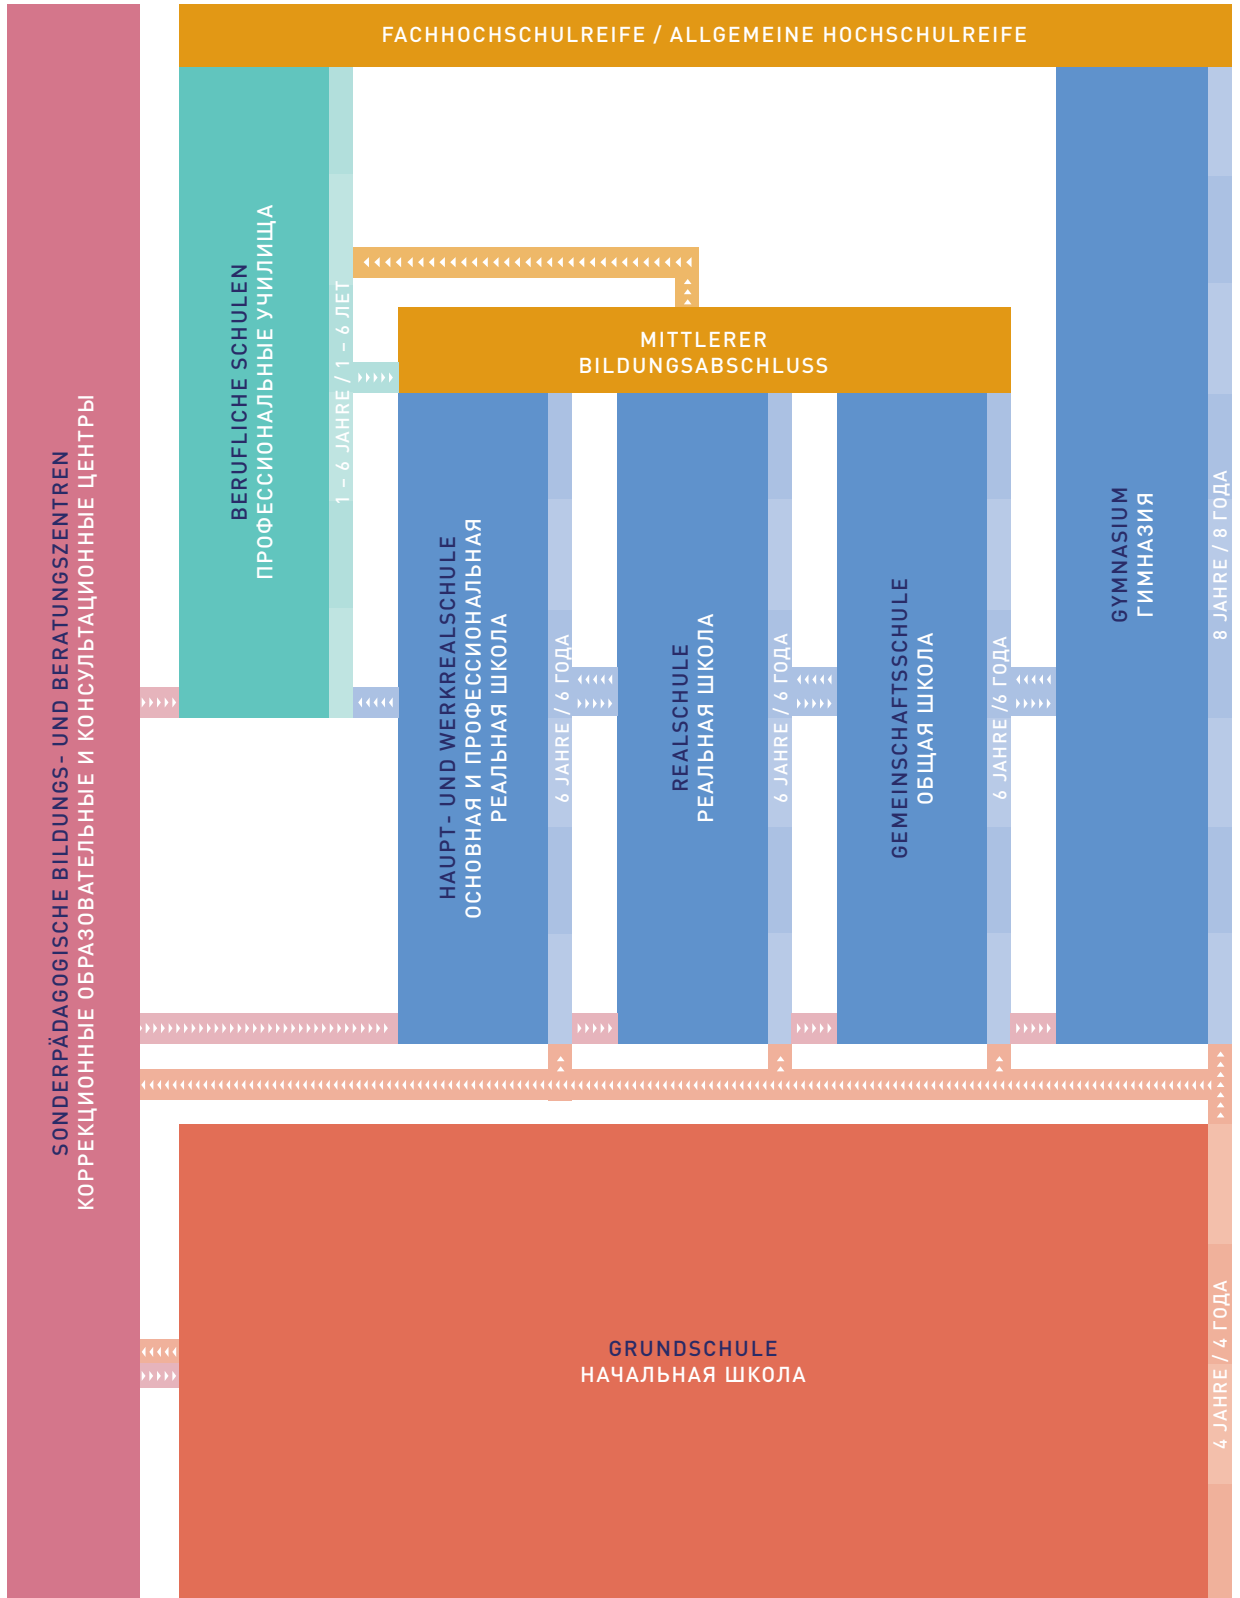 FACHHOCHSCHULREIFE / ALLGEMEINE HOCHSCHULREIFE
SONDERPÄDAGOGISCHE BILDUNGS- UND BERATUNGSZENTREN
КОРРЕКЦИОННЫЕ ОБРАЗОВАТЕЛЬНЫЕ И КОНСУЛЬТАЦИОННЫЕ ЦЕНТРЫ
BERUFLICHE SCHULEN
ПРОФЕССИОНАЛЬНЫЕ УЧИЛИЩА
1 – 6 JAHRE / 1 – 6 ЛЕТ
MITTLERER
BILDUNGSABSCHLUSS
HAUPT- UND WERKREALSCHULE
ОСНОВНАЯ И ПРОФЕССИОНАЛЬНАЯ
РЕАЛЬНАЯ ШКОЛА
6 JAHRE / 6 ГОДА
REALSCHULE
РЕАЛЬНАЯ ШКОЛА
6 JAHRE / 6 ГОДА
GEMEINSCHAFTSSCHULE
ОБЩАЯ ШКОЛА
6 JAHRE /6 ГОДА
GYMNASIUM
ГИМНАЗИЯ
8 JAHRE / 8 ГОДА
GRUNDSCHULE
НАЧАЛЬНАЯ ШКОЛА
4 JAHRE / 4 ГОДА